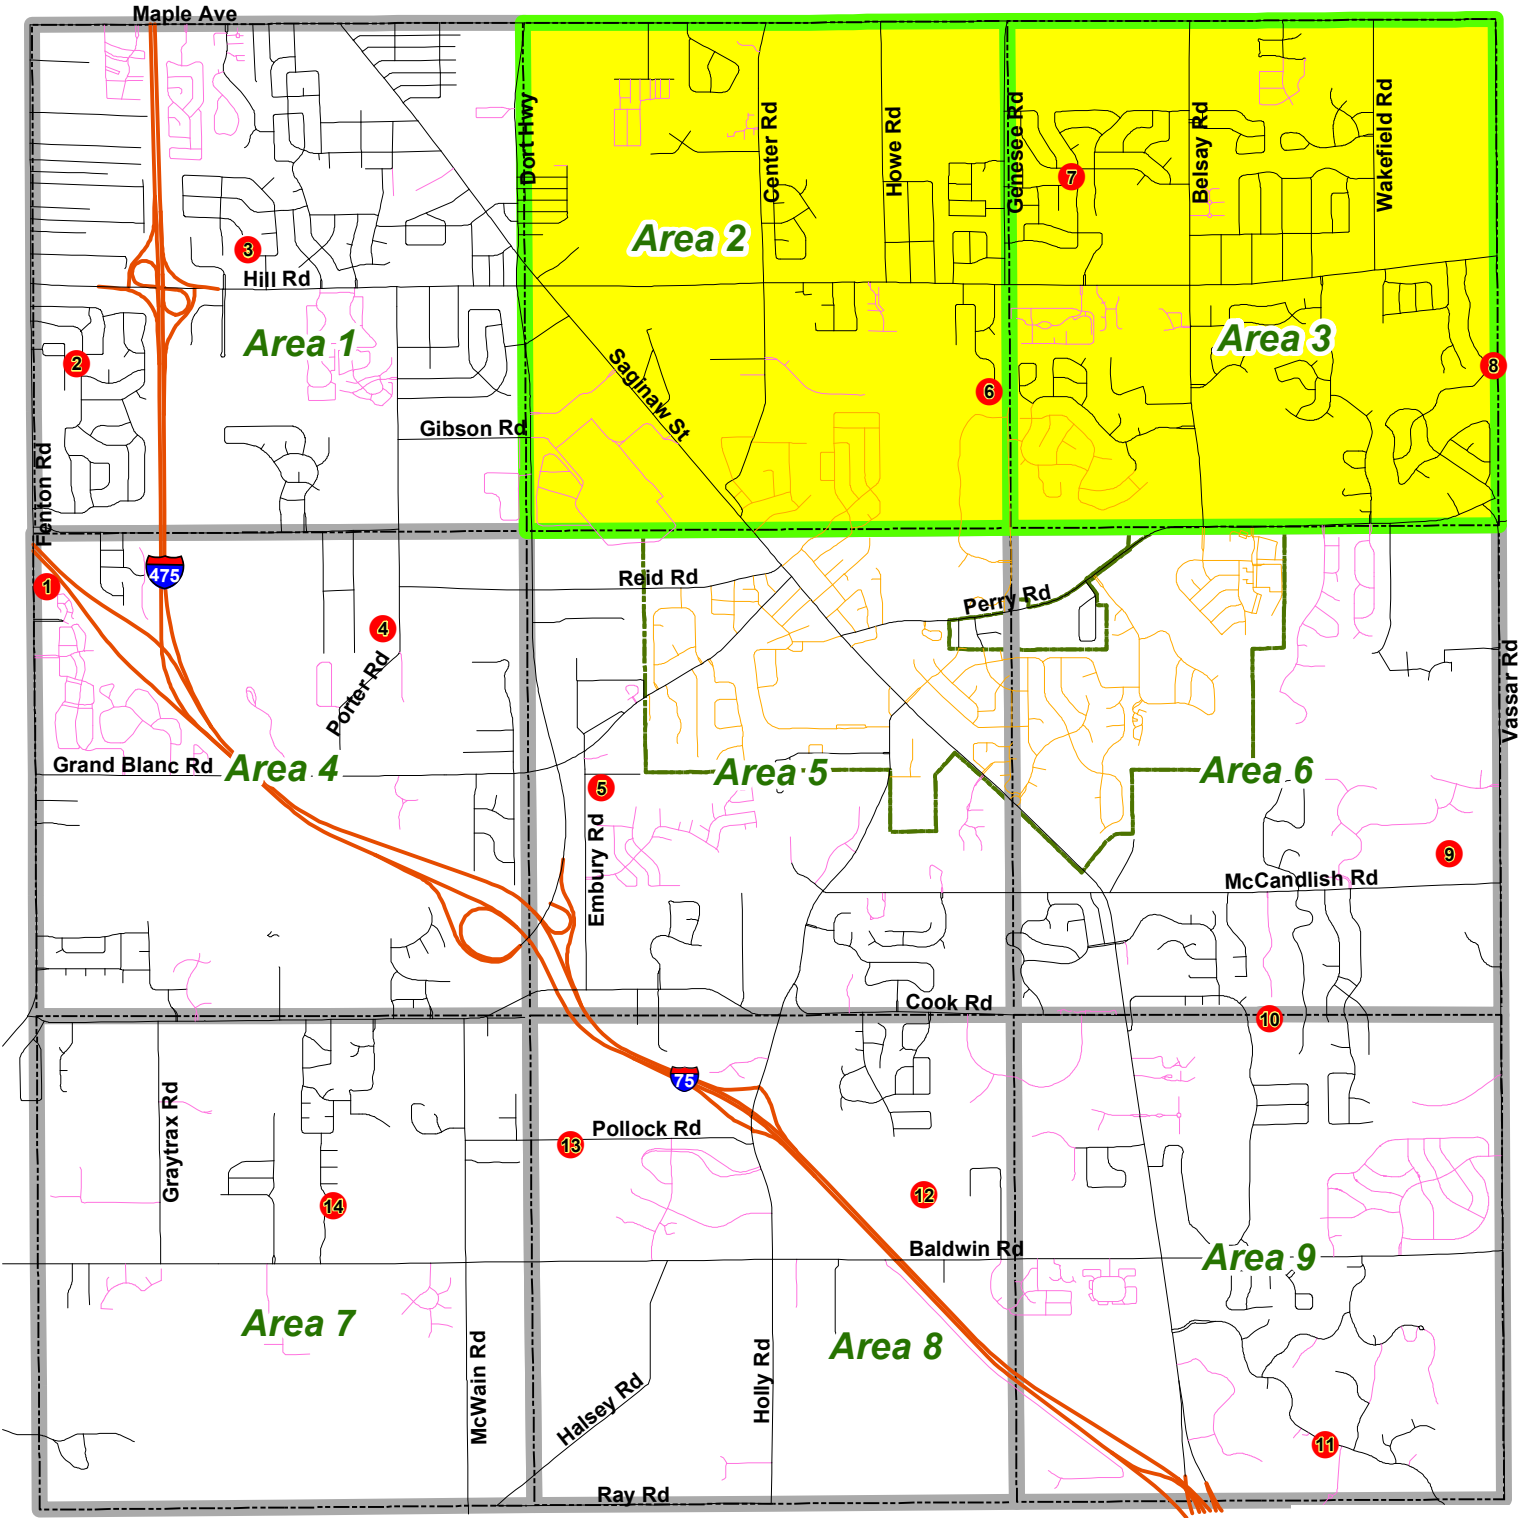 Maple Ave
Dort Hwy
Center Rd
Howe Rd
Genesee Rd
Belsay Rd
Wakefield Rd
7
3
Area 2
Hill Rd
Area 1
Area 3
2
Saginaw St
8
6
Gibson Rd
Fenton Rd
475
1
Reid Rd
Perry Rd
4
Porter Rd
Vassar Rd
Grand Blanc Rd
Area 4
Area 5
Area 6
5
Embury Rd
9
McCandlish Rd
Cook Rd
10
75
Graytrax Rd
Pollock Rd
13
12
14
Baldwin Rd
Area 9
Area 7
Area 8
McWain Rd
Halsey Rd
Holly Rd
11
Ray Rd